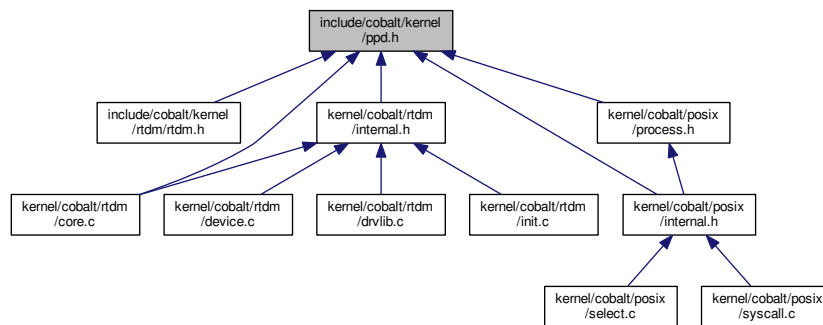 include/cobalt/kernel
/ppd.h
include/cobalt/kernel
/rtdm/rtdm.h
kernel/cobalt/rtdm
/internal.h
kernel/cobalt/posix
/process.h
kernel/cobalt/rtdm
/core.c
kernel/cobalt/rtdm
/device.c
kernel/cobalt/rtdm
/drvlib.c
kernel/cobalt/rtdm
/init.c
kernel/cobalt/posix
/internal.h
kernel/cobalt/posix
/select.c
kernel/cobalt/posix
/syscall.c